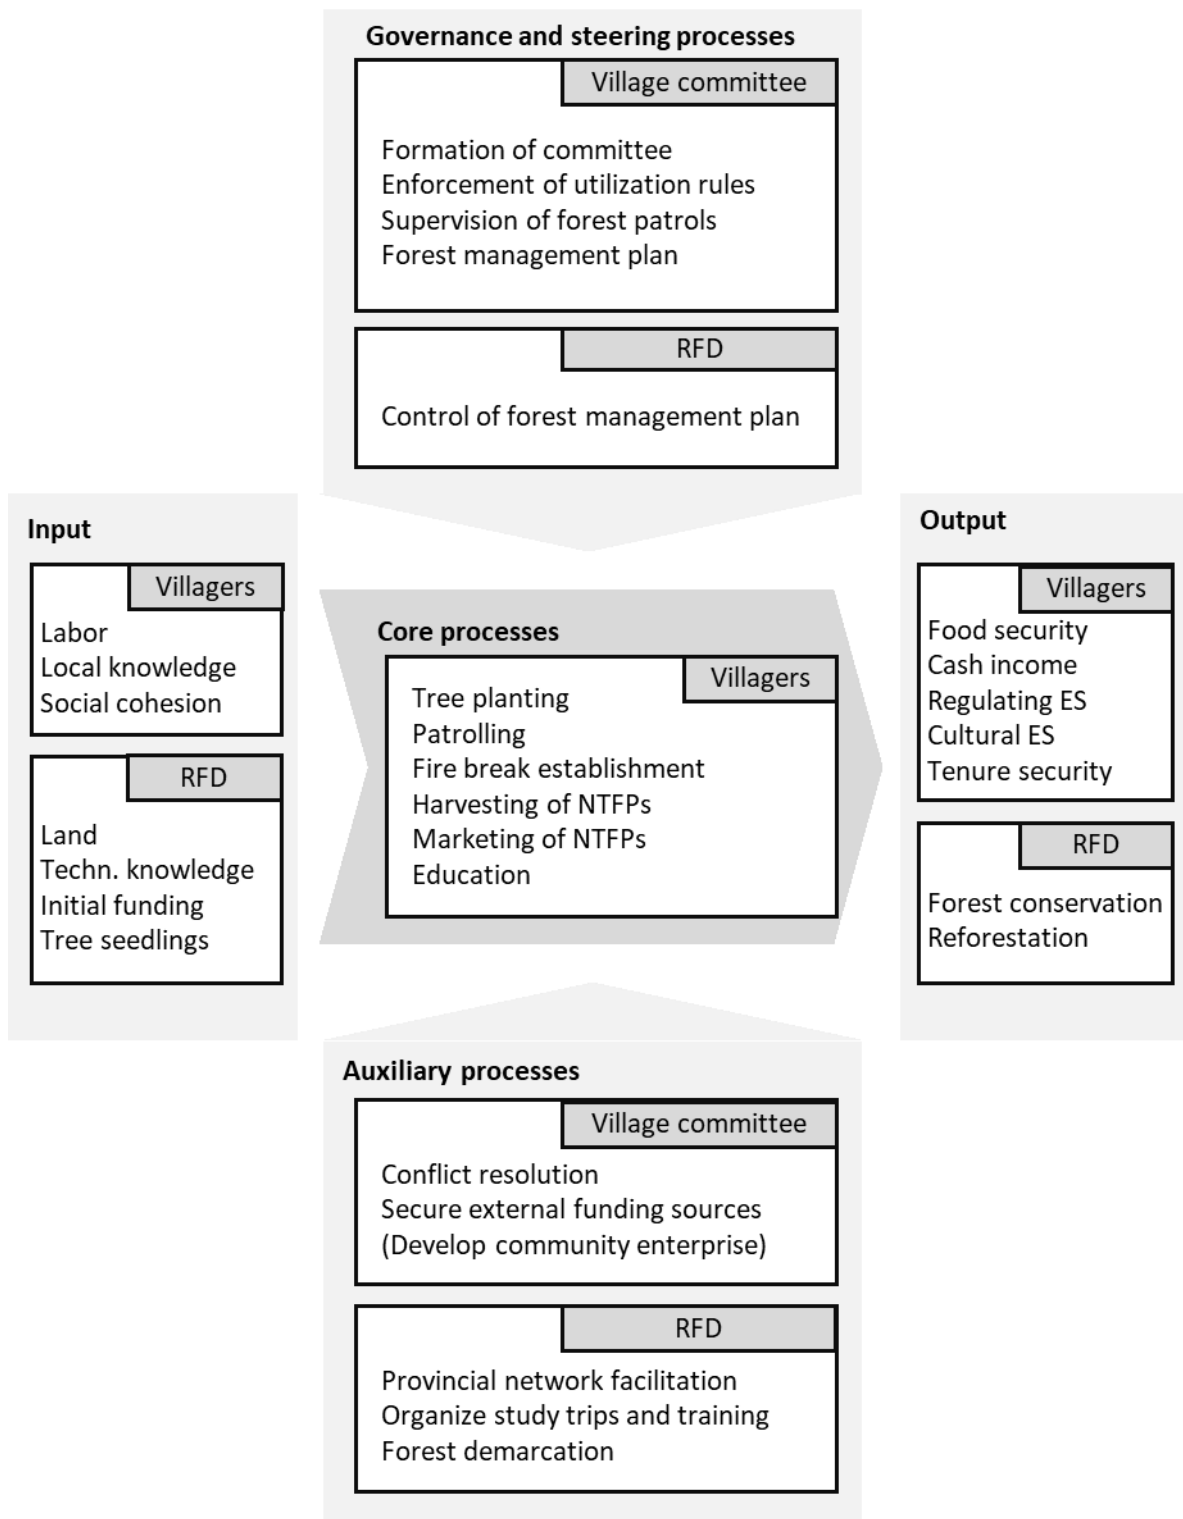 Governance and steering processes
Village committee
Formation of committee
Enforcement of utilization rules
Supervision of forest patrols
Forest management plan
RFD
Control of forest management plan
Input
Villagers
Labor
Local knowledge
Social cohesion
RFD
Land
Techn. knowledge
Initial funding
Tree seedlings
Core processes
Villagers
Tree planting
Patrolling
Fire break establishment
Harvesting of NTFPs
Marketing of NTFPs
Education
Output
Villagers
Food security
Cash income
Regulating ES
Cultural ES
Tenure security
RFD
Forest conservation
Reforestation
Auxiliary processes
Village committee
Conflict resolution
Secure external funding sources
(Develop community enterprise)
RFD
Provincial network facilitation
Organize study trips and training
Forest demarcation